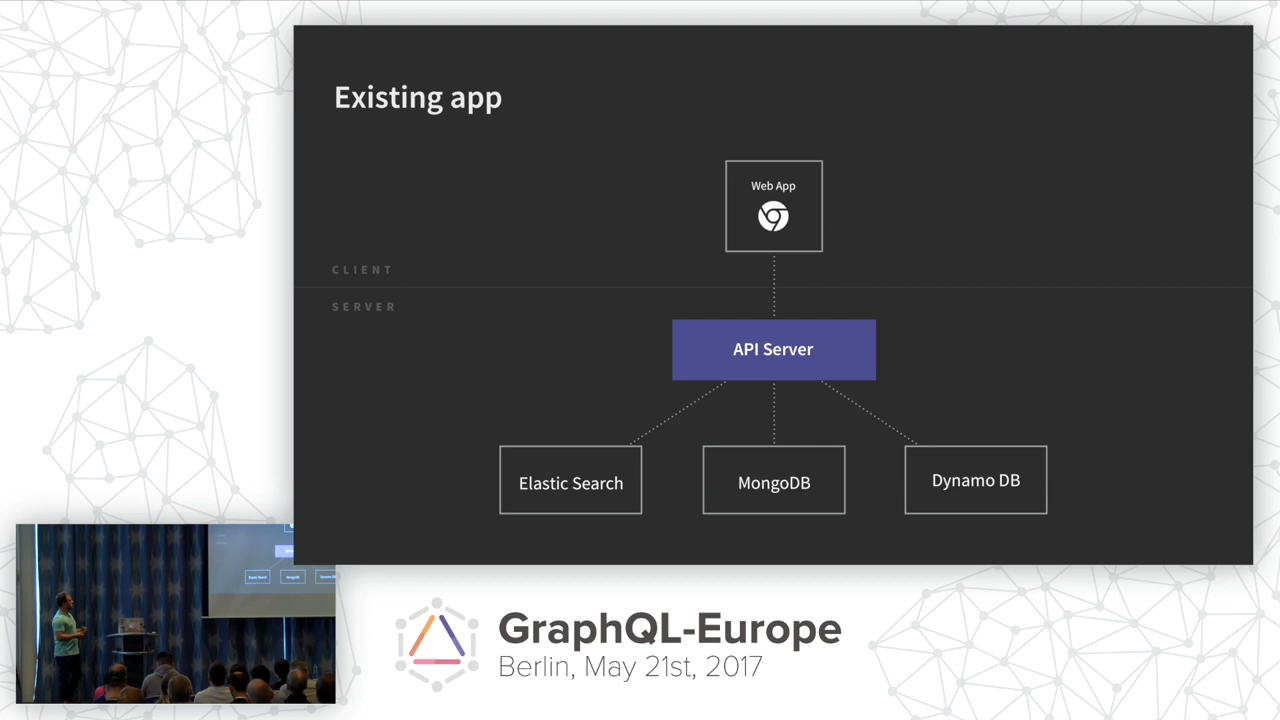 Existing app
Web App
CLIENT
SERVER
API Server
Elastic Search
MongoDB
Dynamo DB
GraphQL-Europe
Berlin, May 21st, 2017